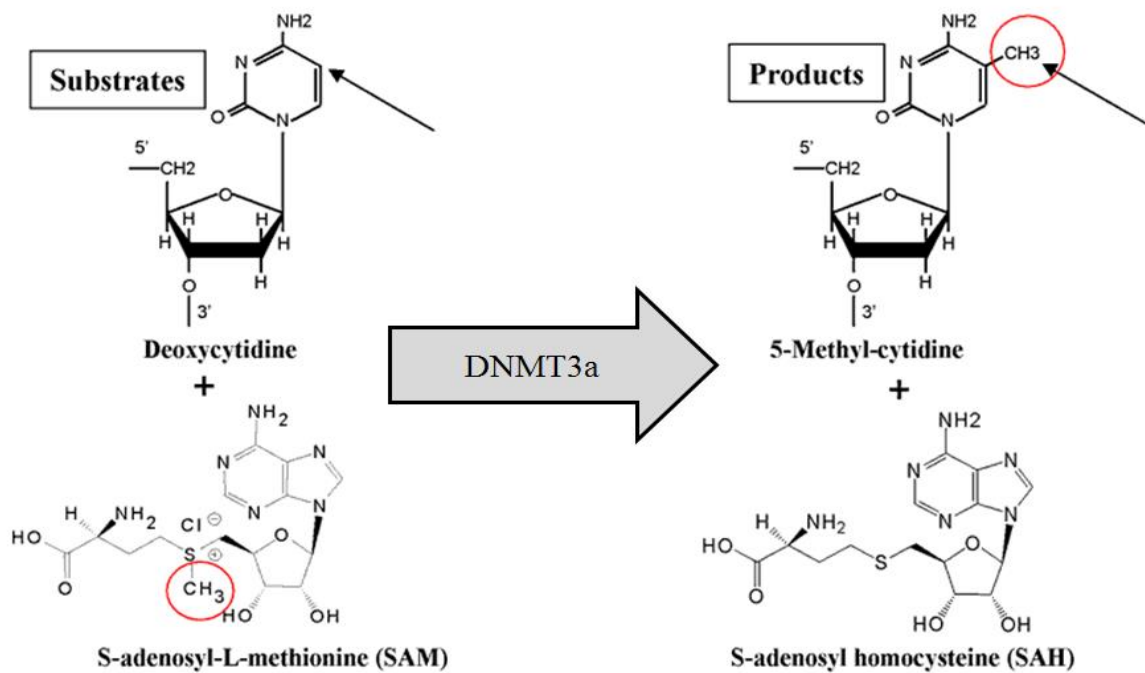 NH2
Substrates
N
O
N
5'
CH2
O
H
H
H
H
H
O
3'
Deoxycytidine
+
NH2
N
N
N
N
H
NH2
Cl ⊖
HO
O
S
⊕
CH3
O
HO
OH
S-adenosyl-L-methionine (SAM)
DNMT3a
NH2
CH3
Products
N
O
N
5'
CH2
O
H
H
H
H
H
O
3'
5-Methyl-cytidine
+
NH2
N
N
N
N
H
NH2
HO
O
S
O
HO
OH
S-adenosyl homocysteine (SAH)